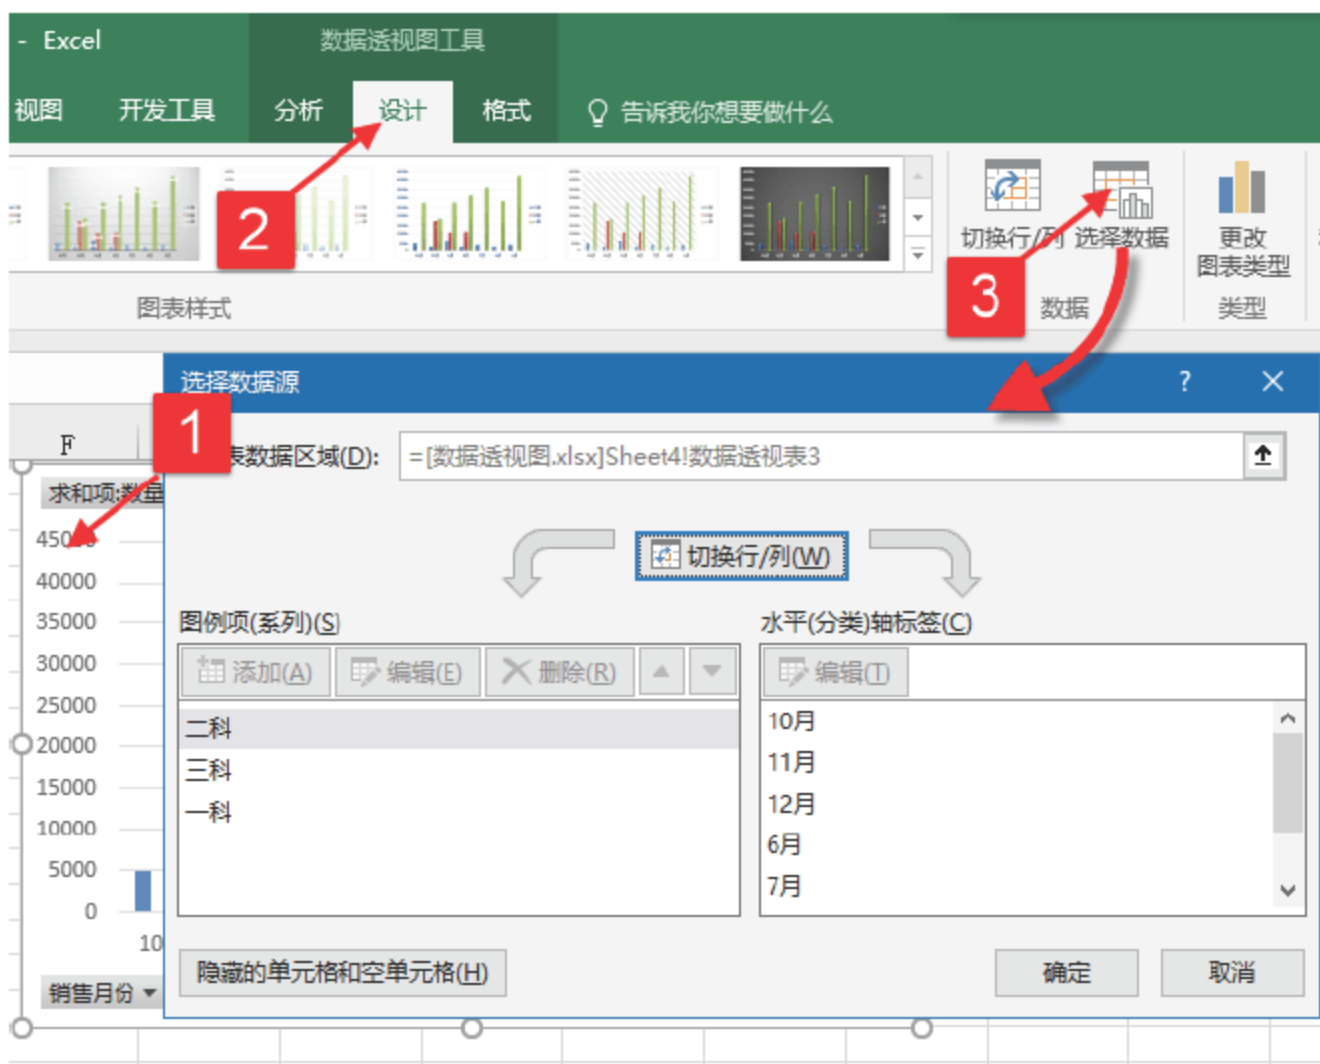 - Excel
数据透视图工具
视图 开发工具 分析 设计 格式 告诉我你想要做什么
2
切换行/列 选择数据 更改
图表类型
3
图表样式 数据 类型
选择数据源 ? ×
1
F
表数据区域(D): =[数据透视图.xlsx]Sheet4!数据透视表3
求和项:数量
45000
40000
35000
30000
25000
20000
15000
10000
5000
0
10
销售月份
切换行/列(W)
图例项(系列)(S) 水平(分类)轴标签(C)
添加(A) 编辑(E) 删除(R) 编辑(T)
二科
三科
一科
10月
11月
12月
6月
7月
隐藏的单元格和空单元格(H) 确定 取消